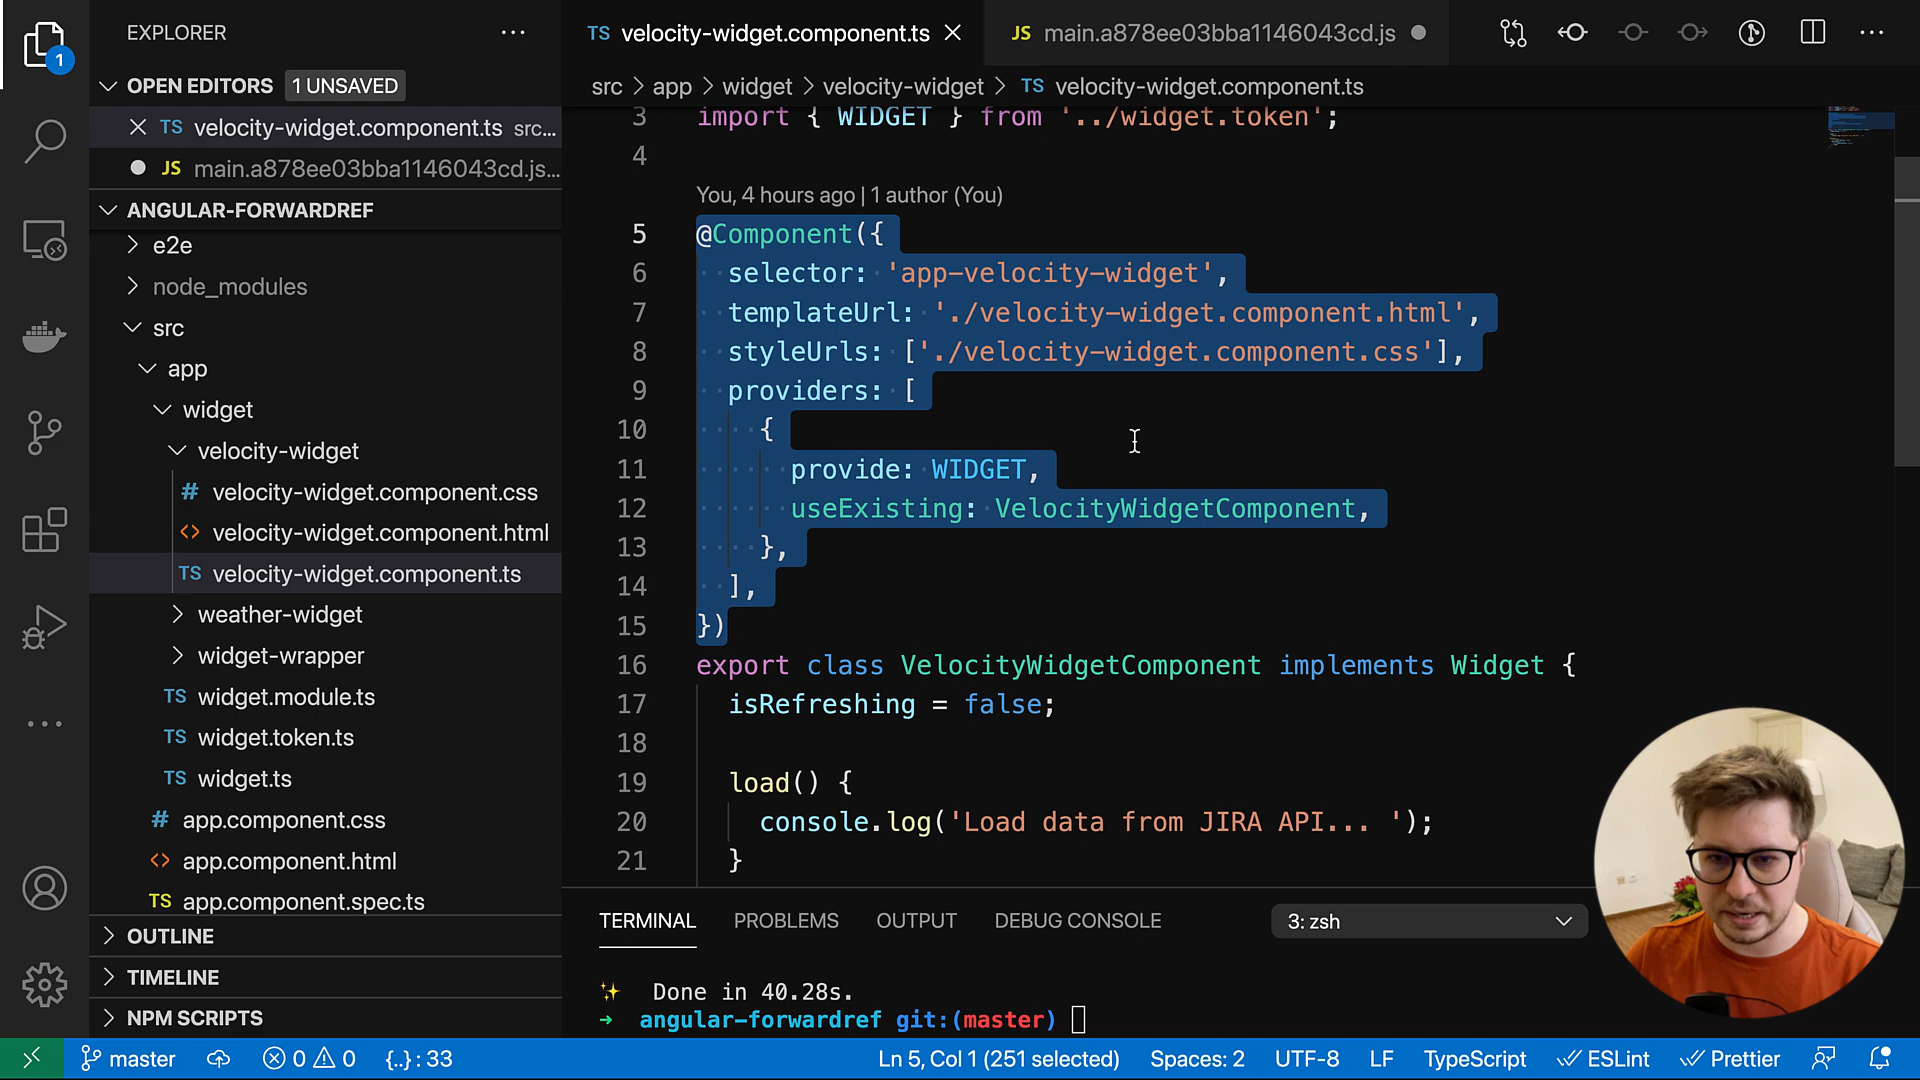 EXPLORER
OPEN EDITORS 1 UNSAVED
TS velocity-widget.component.ts src...
JS main.a878ee03bba1146043cd.js...
ANGULAR-FORWARDREF
e2e
node_modules
src
app
widget
velocity-widget
# velocity-widget.component.css
<> velocity-widget.component.html
TS velocity-widget.component.ts
weather-widget
widget-wrapper
TS widget.module.ts
TS widget.token.ts
TS widget.ts
# app.component.css
<> app.component.html
TS app.component.spec.ts
OUTLINE
TIMELINE
NPM SCRIPTS
1
TS velocity-widget.component.ts JS main.a878ee03bba1146043cd.js
src > app > widget > velocity-widget > TS velocity-widget.component.ts
3 import { WIDGET } from '../widget.token';
4
You, 4 hours ago | 1 author (You)
5 @Component({
6 selector: 'app-velocity-widget',
7 templateUrl: './velocity-widget.component.html',
8 styleUrls: ['./velocity-widget.component.css'],
9 providers: [
10 {
11 provide: WIDGET,
12 useExisting: VelocityWidgetComponent,
13 },
14 ],
15 })
16 export class VelocityWidgetComponent implements Widget {
17 isRefreshing = false;
18
19 load() {
20 console.log('Load data from JIRA API... ');
21 }
TERMINAL PROBLEMS OUTPUT DEBUG CONSOLE 3: zsh
✨ Done in 40.28s.
→ angular-forwardref git:(master)
master 0 0 {..} : 33 Ln 5, Col 1 (251 selected) Spaces: 2 UTF-8 LF TypeScript ESLint Prettier